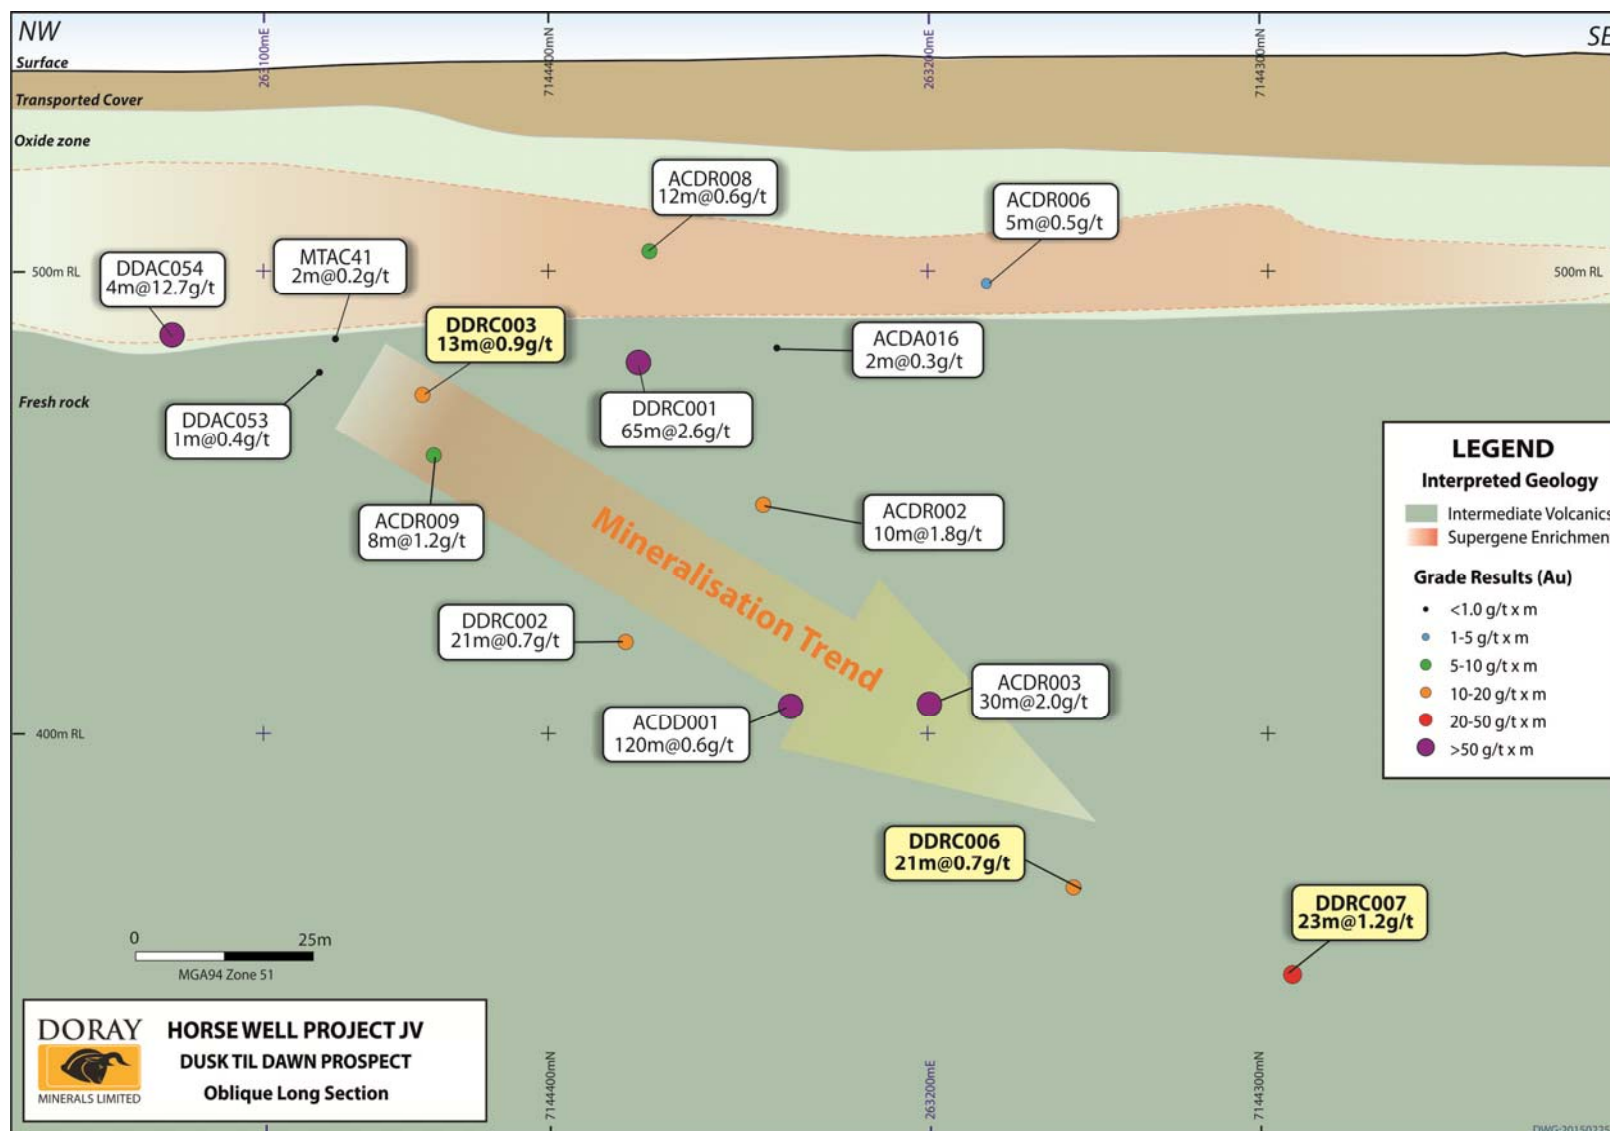 NW
SE
263100mE
7144400mN
263200mE
7144300mN
Surface
Transported Cover
Oxide zone
ACDR008
12m@0.6g/t
ACDR006
5m@0.5g/t
MTAC41
2m@0.2g/t
DDAC054
4m@12.7g/t
500m RL
500m RL
DDRC003
13m@0.9g/t
ACDA016
2m@0.3g/t
Fresh rock
DDAC053
1m@0.4g/t
DDRC001
65m@2.6g/t
ACDR009
8m@1.2g/t
ACDR002
10m@1.8g/t
Mineralisation Trend
DDRC002
21m@0.7g/t
ACDR003
30m@2.0g/t
ACDD001
120m@0.6g/t
400m RL
DDRC006
21m@0.7g/t
DDRC007
23m@1.2g/t
LEGEND
Interpreted Geology
Intermediate Volcanics
Supergene Enrichmen
Grade Results (Au)
<1.0 g/t x m
1-5 g/t x m
5-10 g/t x m
10-20 g/t x m
20-50 g/t x m
>50 g/t x m
0 25m
MGA94 Zone 51
DORAY
MINERALS LIMITED
HORSE WELL PROJECT JV
DUSK TIL DAWN PROSPECT
Oblique Long Section
7144400mN
263200mE
7144300mN